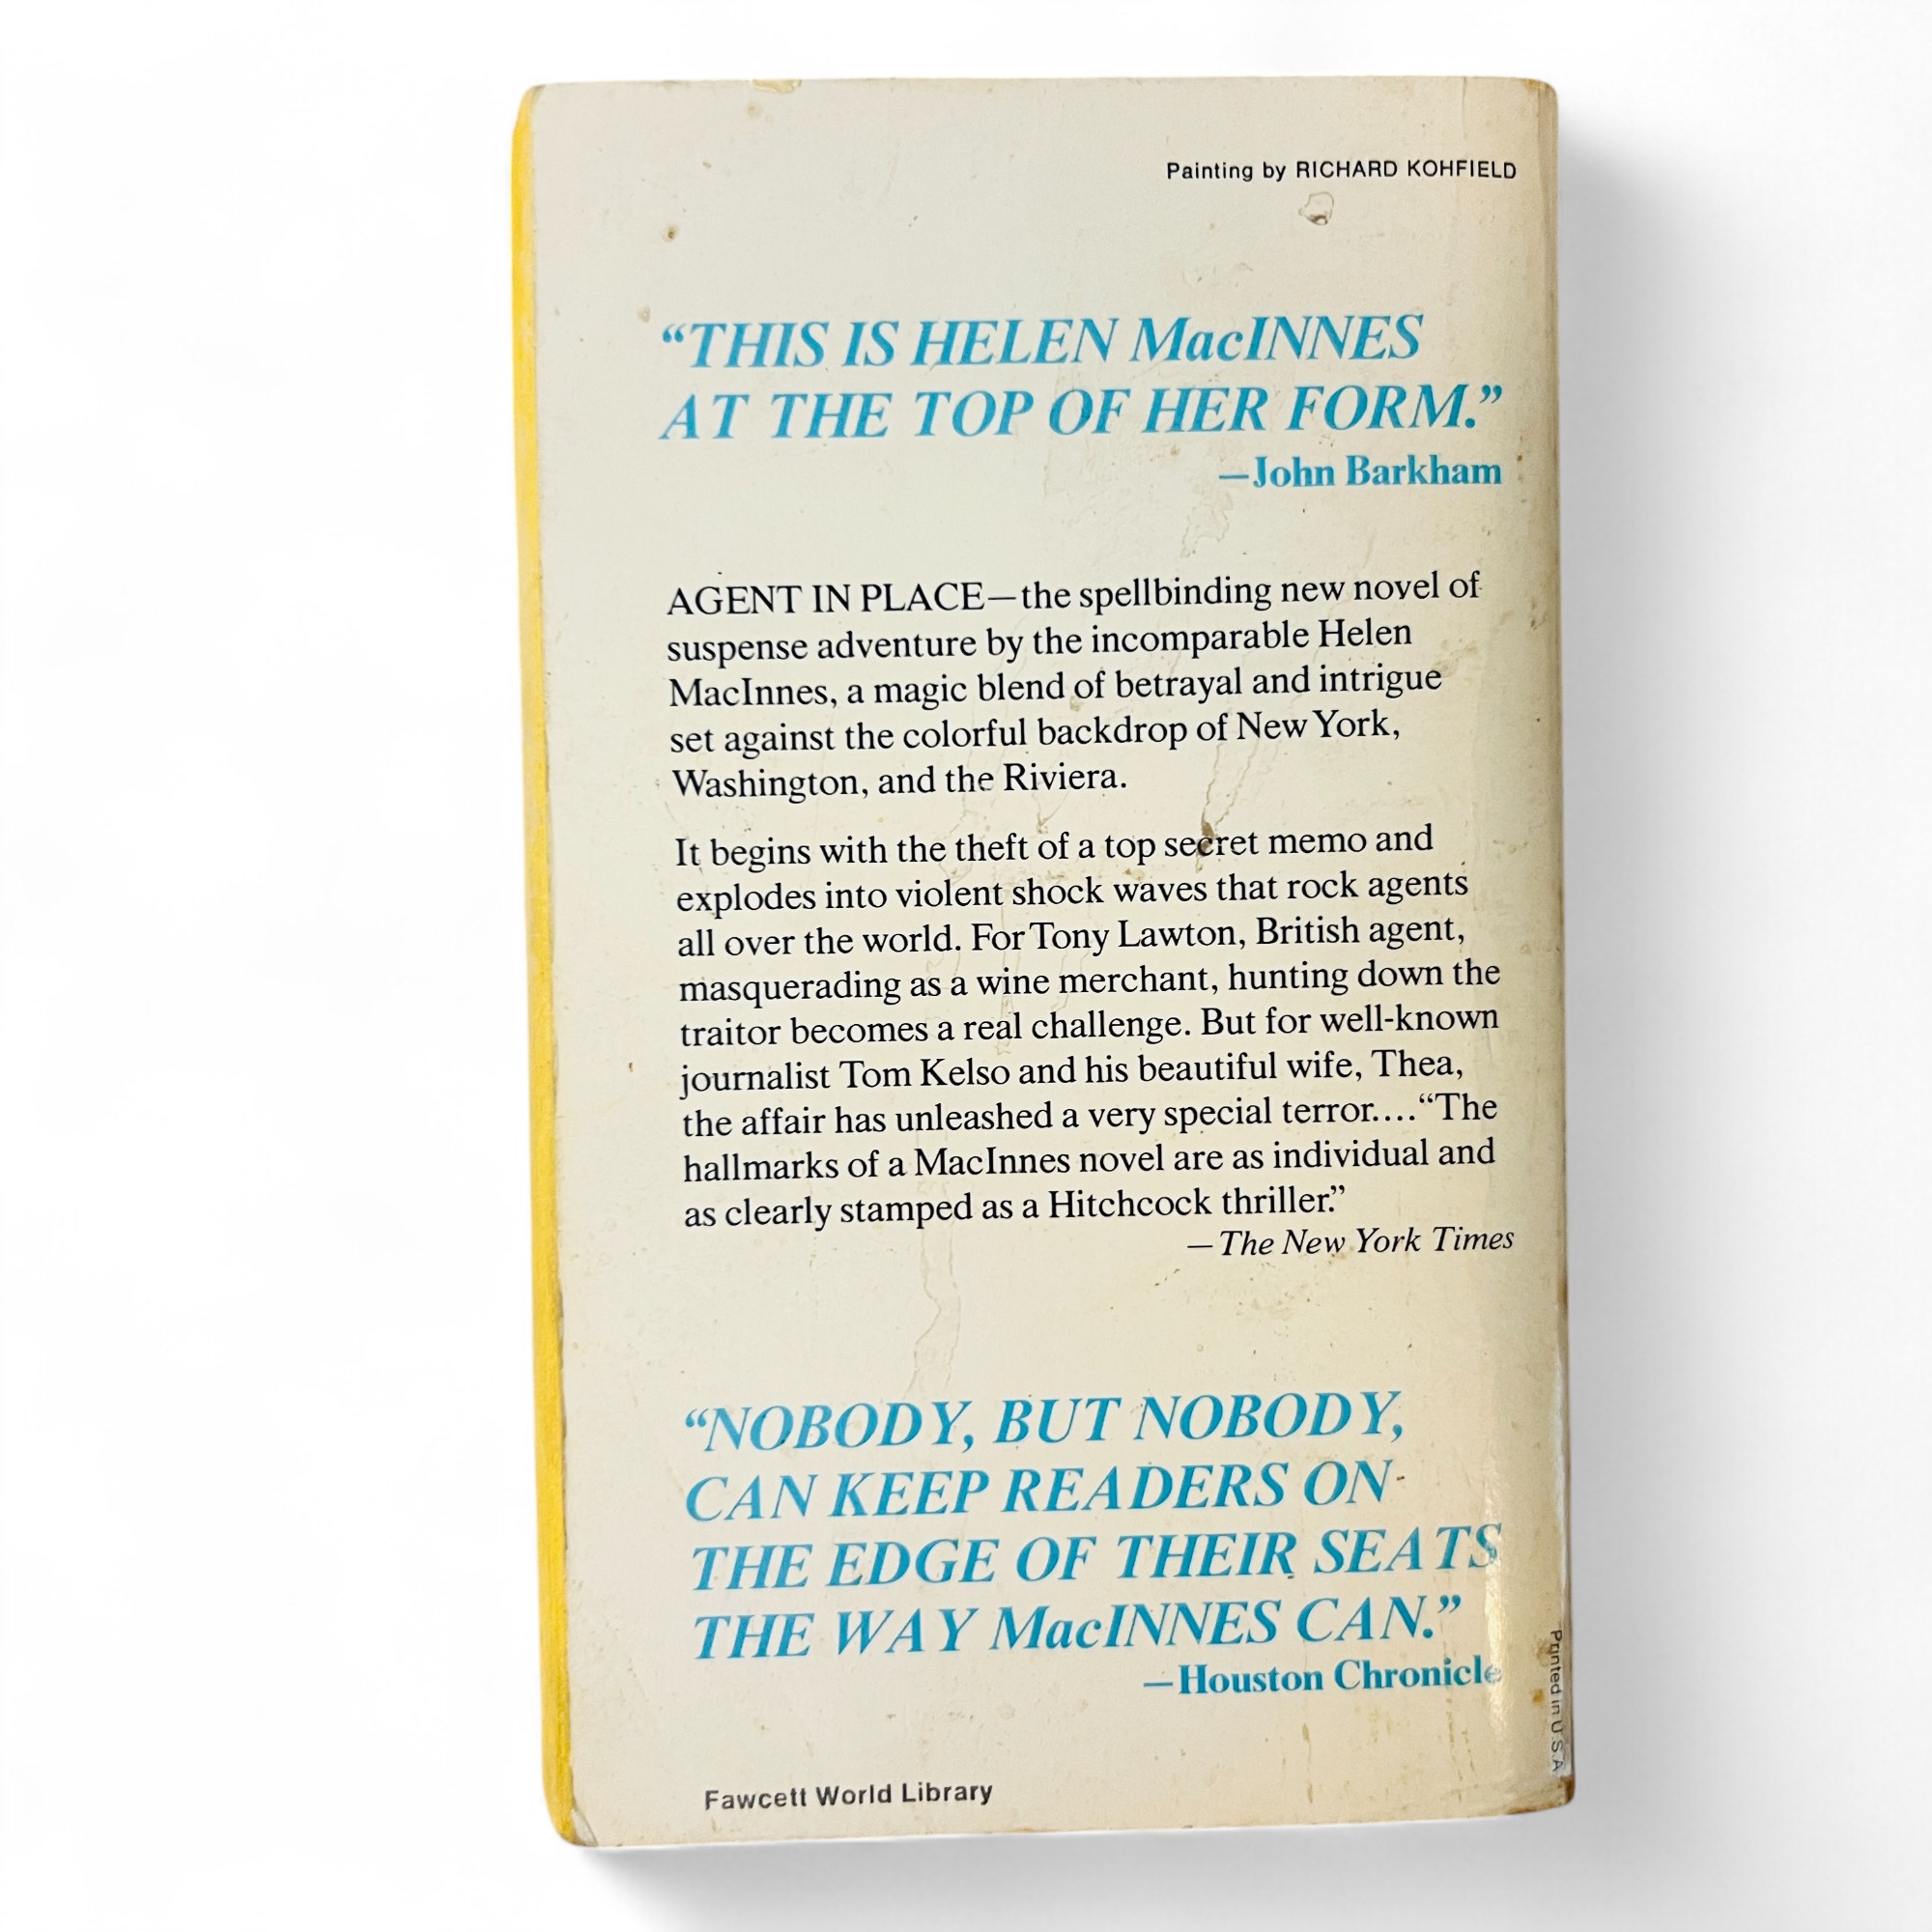 Painting by RICHARD KOHFIELD
“THIS IS HELEN MacINNES
AT THE TOP OF HER FORM.”
—John Barkham
AGENT IN PLACE—the spellbinding new novel of
suspense adventure by the incomparable Helen
MacInnes, a magic blend of betrayal and intrigue
set against the colorful backdrop of New York,
Washington, and the Riviera.
It begins with the theft of a top secret memo and
explodes into violent shock waves that rock agents
all over the world. For Tony Lawton, British agent,
masquerading as a wine merchant, hunting down the
traitor becomes a real challenge. But for well-known
journalist Tom Kelso and his beautiful wife, Thea,
the affair has unleashed a very special terror....“The
hallmarks of a MacInnes novel are as individual and
as clearly stamped as a Hitchcock thriller.”
—The New York Times
“NOBODY, BUT NOBODY,
CAN KEEP READERS ON
THE EDGE OF THEIR SEATS
THE WAY MacINNES CAN.”
—Houston Chronicle
Printed in U.S.A
Fawcett World Library